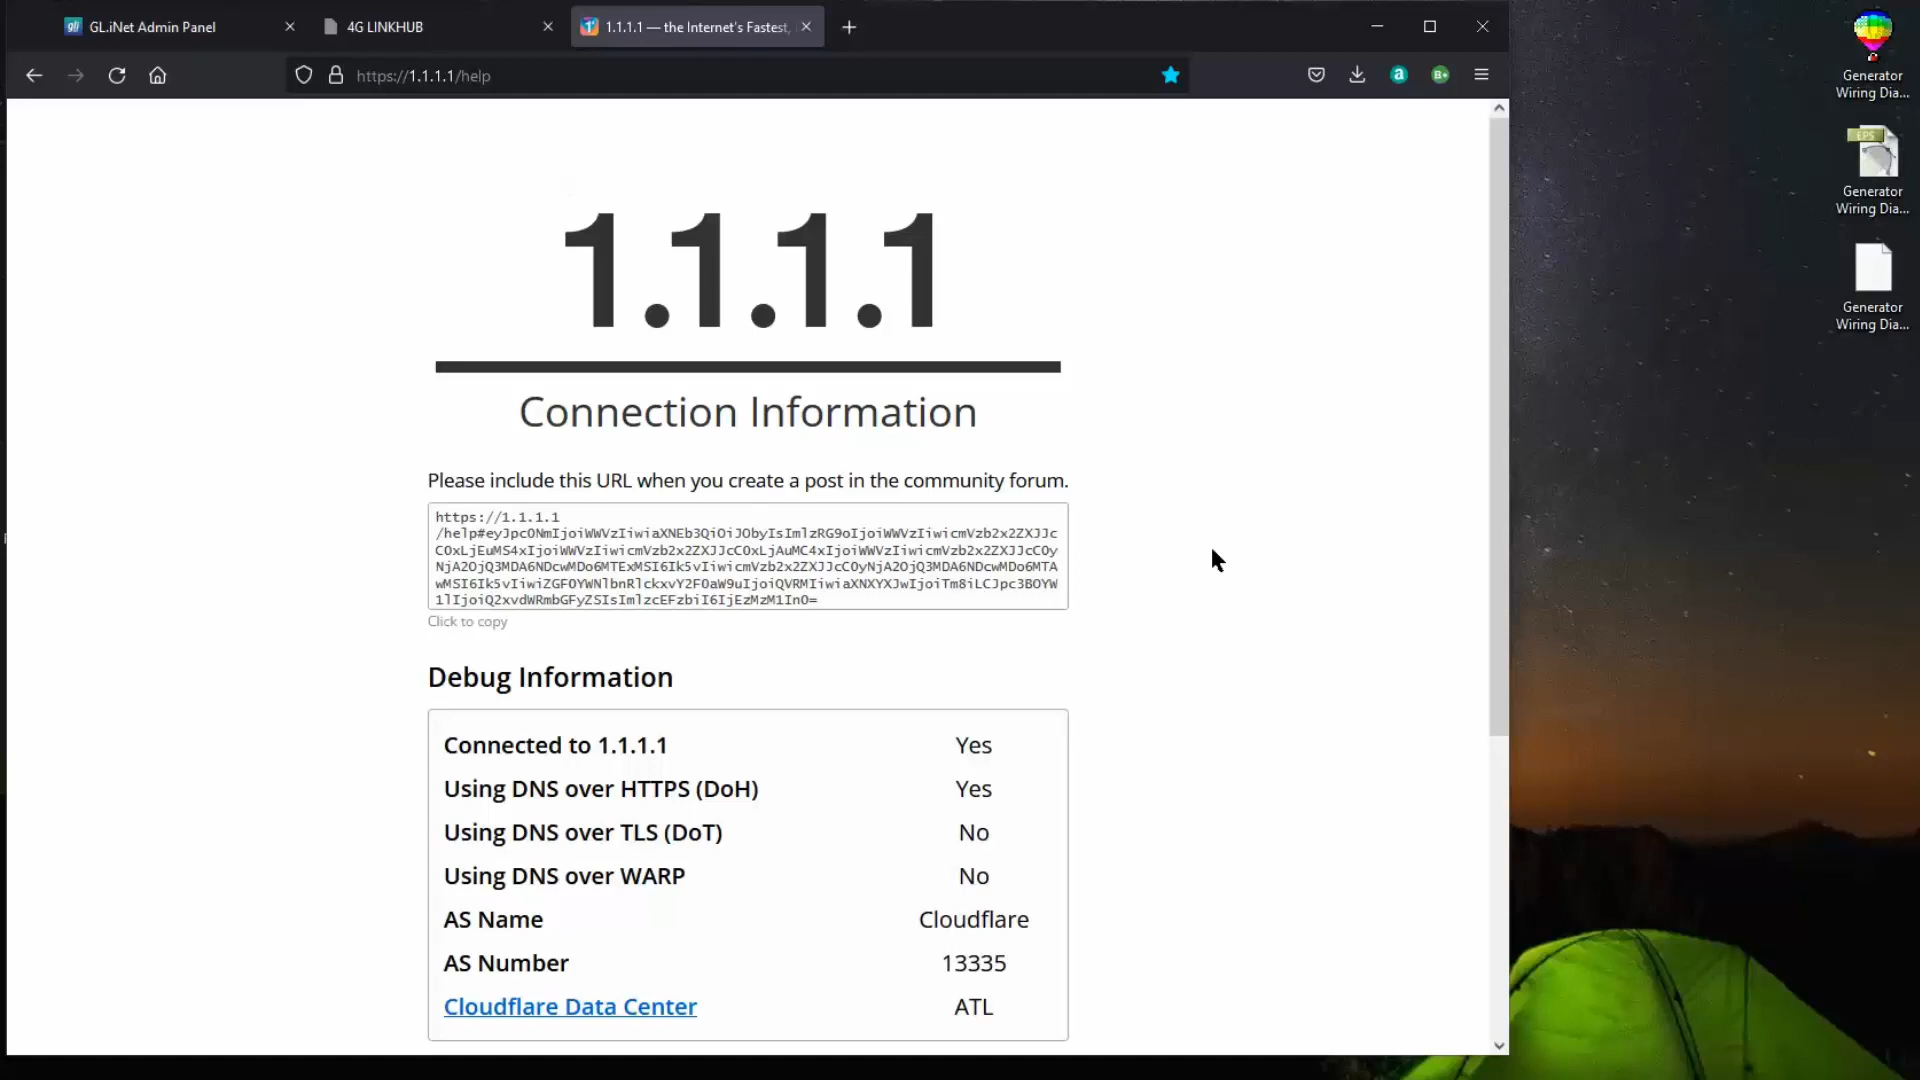 GL.iNet Admin Panel
4G LINKHUB
1.1.1.1 — the Internet's Fastest,
https://1.1.1.1/help
1.1.1.1
Connection Information
Please include this URL when you create a post in the community forum.
https://1.1.1.1
/help#eyJpc0NmIjoiWWVzIiwiaXNEb3QiOiJObyIsImlzRG9oIjoiWWVzIiwicmVzb2x2ZXJJc
C0xLjEuMS4xIjoiWWVzIiwicmVzb2x2ZXJJcC0xLjAuMC4xIjoiWWVzIiwicmVzb2x2ZXJJcC0y
NjA2OjQ3MDA6NDcwMDo6MTExMSI6Ik5vIiwicmVzb2x2ZXJJcC0yNjA2OjQ3MDA6NDcwMDo6MTA
wMSI6Ik5vIiwiZGF0YWNlbnRlckxvY2F0aW9uIjoiQVRMIiwiaXNXYXJwIjoiTm8iLCJpc3BOYW
1lIjoiQ2xvdWRmbGFyZSIsImlzcEFzbiI6IjEzMzM1In0=
Click to copy
Debug Information
Connected to 1.1.1.1 Yes
Using DNS over HTTPS (DoH) Yes
Using DNS over TLS (DoT) No
Using DNS over WARP No
AS Name Cloudflare
AS Number 13335
Cloudflare Data Center ATL
Generator
Wiring Dia...
EPS
Generator
Wiring Dia...
Generator
Wiring Dia...